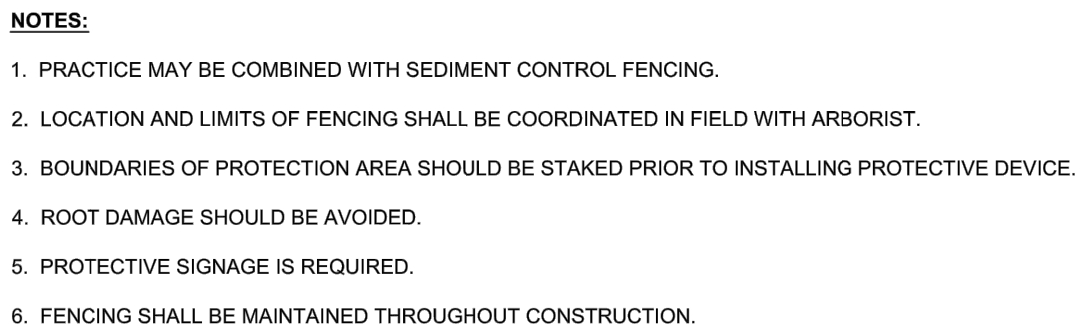 NOTES:
1. PRACTICE MAY BE COMBINED WITH SEDIMENT CONTROL FENCING.
2. LOCATION AND LIMITS OF FENCING SHALL BE COORDINATED IN FIELD WITH ARBORIST.
3. BOUNDARIES OF PROTECTION AREA SHOULD BE STAKED PRIOR TO INSTALLING PROTECTIVE DEVICE.
4. ROOT DAMAGE SHOULD BE AVOIDED.
5. PROTECTIVE SIGNAGE IS REQUIRED.
6. FENCING SHALL BE MAINTAINED THROUGHOUT CONSTRUCTION.